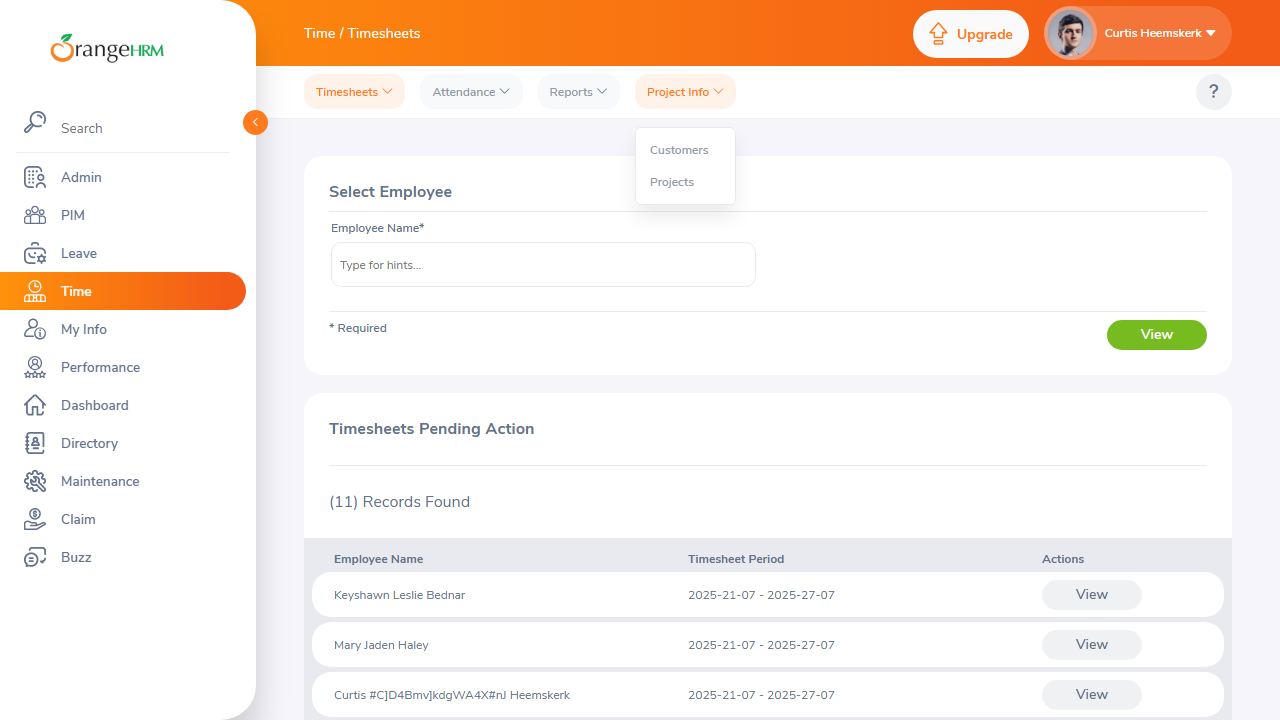 OrangeHRM
Time / Timesheets
Upgrade
Curtis Heemskerk
Timesheets
Attendance
Reports
Project Info
?
Customers
Projects
Search
Admin
PIM
Leave
Time
My Info
Performance
Dashboard
Directory
Maintenance
Claim
Buzz
Select Employee
Employee Name*
Type for hints...
* Required
View
Timesheets Pending Action
(11) Records Found
Employee Name Timesheet Period Actions
Keyshawn Leslie Bednar 2025-21-07 - 2025-27-07 View
Mary Jaden Haley 2025-21-07 - 2025-27-07 View
Curtis #C]D4Bmv]kdgWA4X#nJ Heemskerk 2025-21-07 - 2025-27-07 View